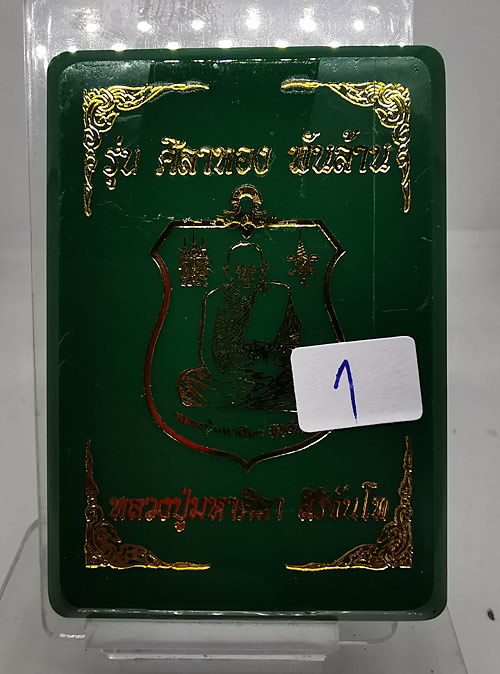 รุ่น ศิลาทอง พันล้าน
1
หลวงปู่มหาศิลา สิริจันโท